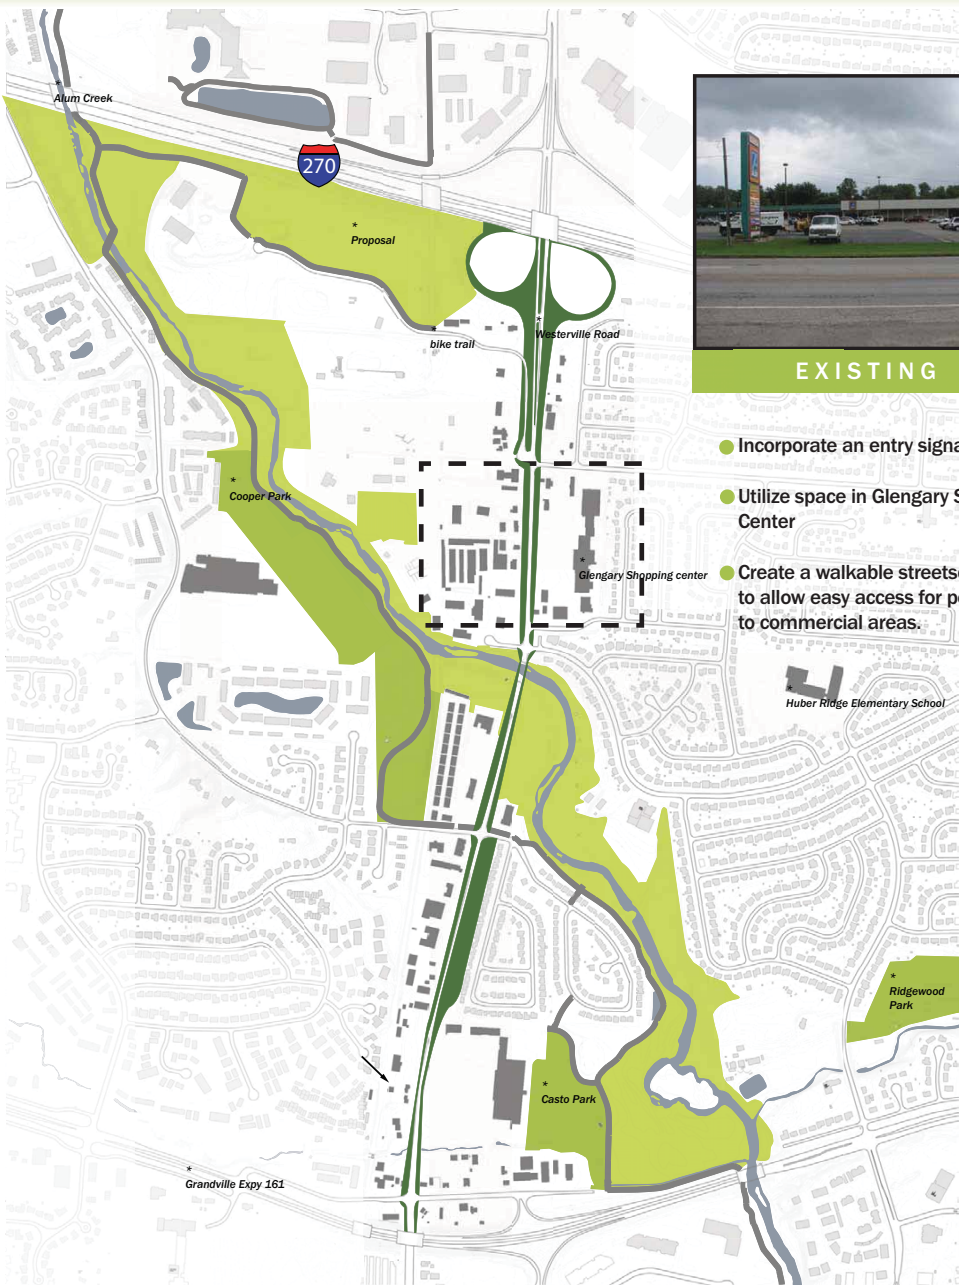 Alum Creek
270
Proposal
bike trail
Westerville Road
EXISTING
Incorporate an entry signa
Cooper Park
Utilize space in Glengary S
Center
Glengary Shopping center
Create a walkable streetsc
to allow easy access for pe
to commercial areas.
Huber Ridge Elementary School
Ridgewood
Park
Casto Park
Grandville Expy 161